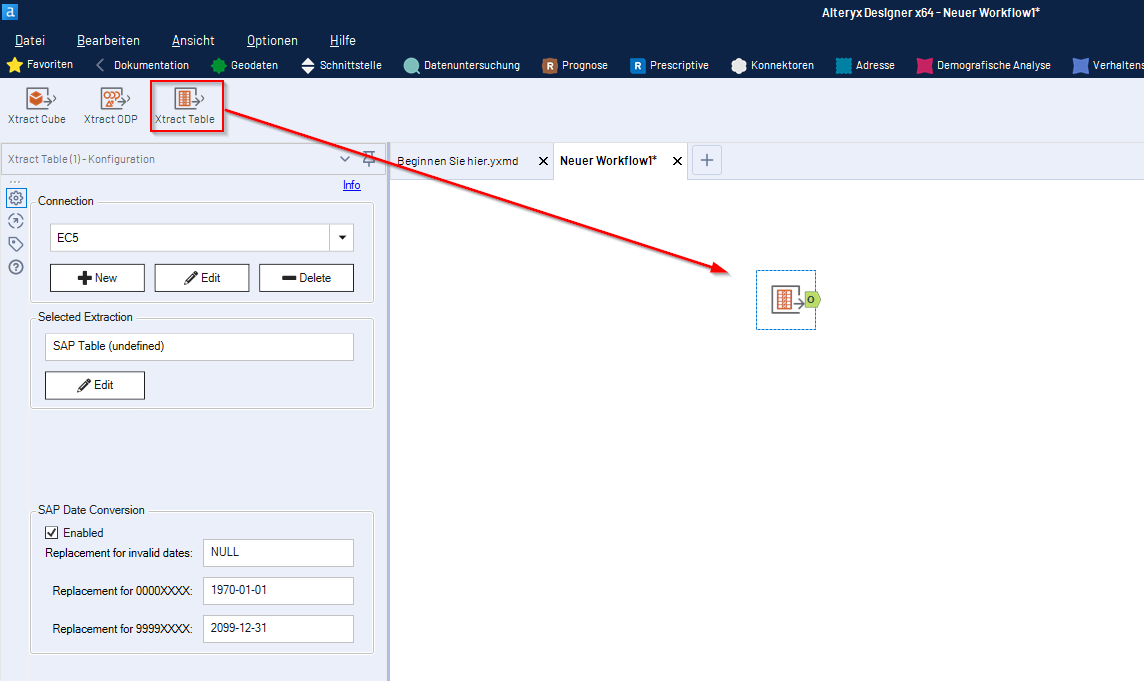 a
Alteryx Designer x64 - Neuer Workflow1*
Datei Bearbeiten Ansicht Optionen Hilfe
Favoriten Dokumentation Geodaten Schnittstelle Datenuntersuchung R Prognose R Prescriptive Konnektoren Adresse Demografische Analyse Verhaltens
Xtract Cube Xtract ODP Xtract Table
Xtract Table (1) - Konfiguration
Beginnen Sie hier.yxmd Neuer Workflow1*
Info
Connection
EC5
New Edit Delete
O
Selected Extraction
SAP Table (undefined)
Edit
SAP Date Conversion
Enabled
Replacement for invalid dates: NULL
Replacement for 0000XXXX: 1970-01-01
Replacement for 9999XXXX: 2099-12-31